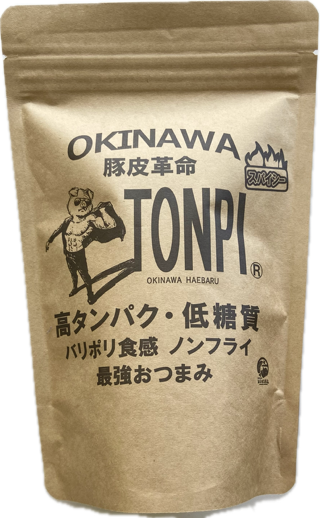 OKINAWA
豚皮革命
スパイシー
TONPI®
OKINAWA HAEBARU
高タンパク・低糖質
バリポリ食感 ノンフライ
最強おつまみ